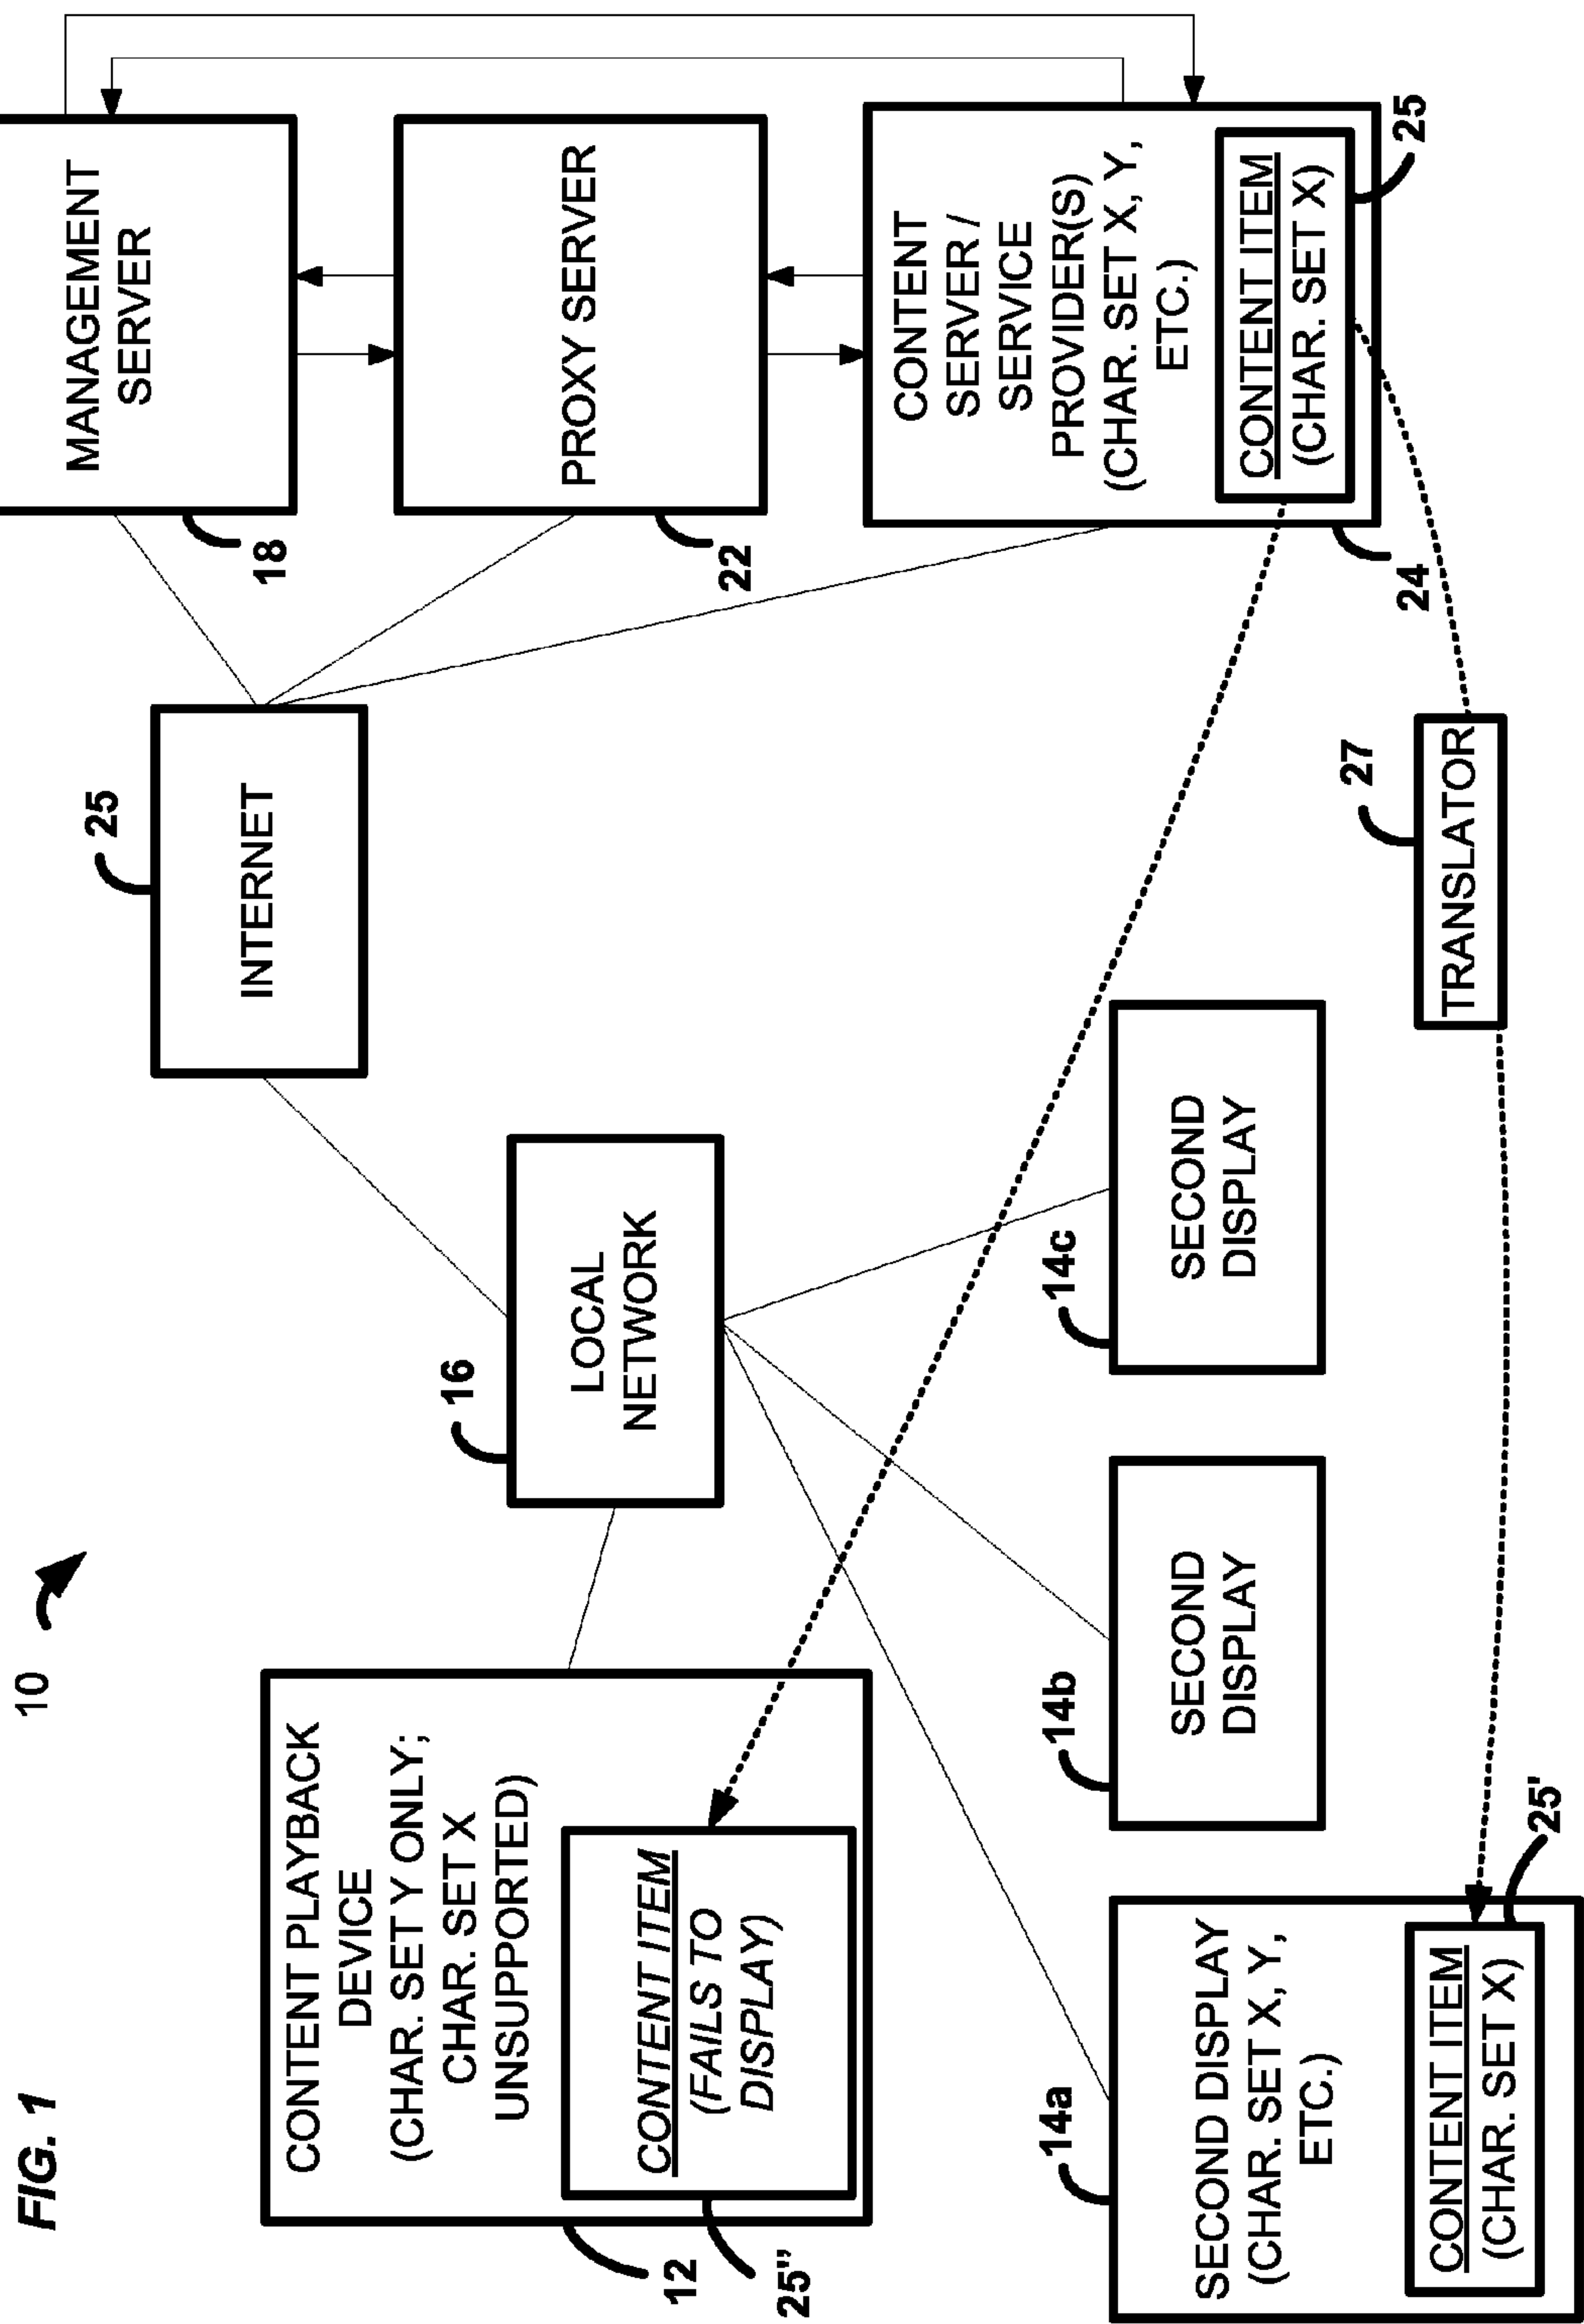 FIG. 1
10
12
CONTENT PLAYBACK
DEVICE
(CHAR. SET Y ONLY;
CHAR. SET X
UNSUPPORTED)
CONTENT ITEM
(FAILS TO
DISPLAY)
25"
16
LOCAL
NETWORK
25
INTERNET
MANAGEMENT
SERVER
18
PROXY SERVER
22
CONTENT
SERVER /
SERVICE
PROVIDER(S)
(CHAR. SET X, Y,
ETC.)
CONTENT ITEM
(CHAR. SET X)
24
25
14a
SECOND DISPLAY
(CHAR. SET X, Y,
ETC.)
CONTENT ITEM
(CHAR. SET X)
25'
14b
SECOND
DISPLAY
14c
SECOND
DISPLAY
27
TRANSLATOR